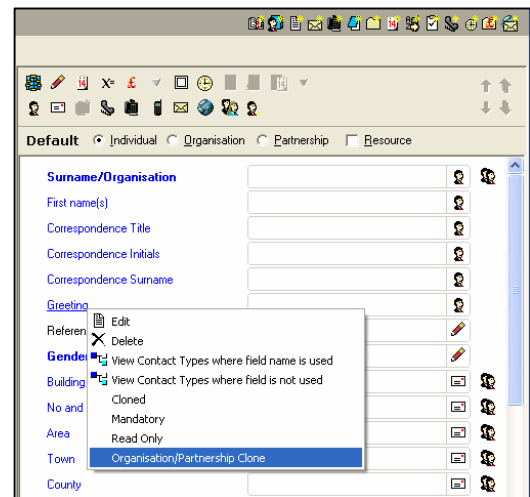 X= £
Default Individual Organisation Partnership Resource
Surname/Organisation
First name(s)
Correspondence Title
Correspondence Initials
Correspondence Surname
Greeting
Referen
Edit
Delete
Gende
View Contact Types where field name is used
Building
View Contact Types where field is not used
Cloned
No and
Mandatory
Area
Read Only
Town
Organisation/Partnership Clone
County